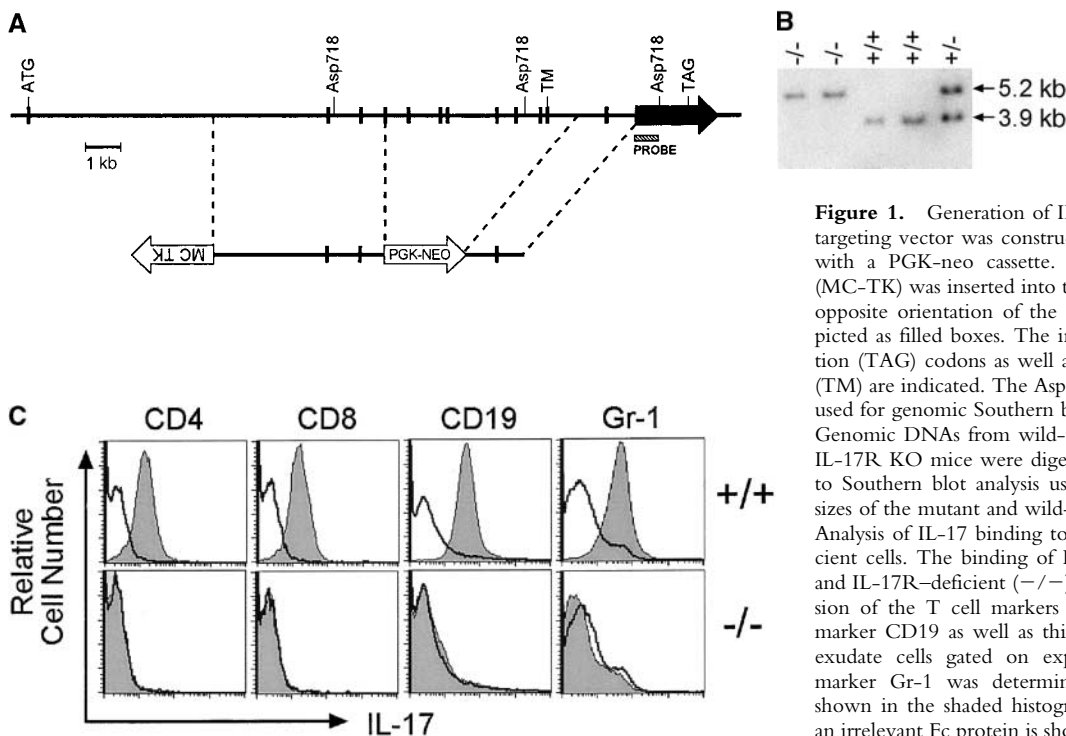 A
ATG
Asp718
Asp718
TM
Asp718
TAG
1 kb
PROBE
MC TK
PGK-NEO
B
-/-
-/-
+/+
+/+
+/-
5.2 kb
3.9 kb
C
CD4
CD8
CD19
Gr-1
+/+
-/-
Relative
Cell Number
IL-17
Figure 1. Generation of
targeting vector was construc
with a PGK-neo cassette.
(MC-TK) was inserted into t
opposite orientation of the
picted as filled boxes. The i
tion (TAG) codons as well a
(TM) are indicated. The Asp
used for genomic Southern b
Genomic DNAs from wild-
IL-17R KO mice were dige
to Southern blot analysis us
sizes of the mutant and wild-
Analysis of IL-17 binding to
cient cells. The binding of
and IL-17R–deficient (−/−)
sion of the T cell markers
marker CD19 as well as thi
exudate cells gated on exp
marker Gr-1 was determin
shown in the shaded histogr
an irrelevant Fc protein is sho